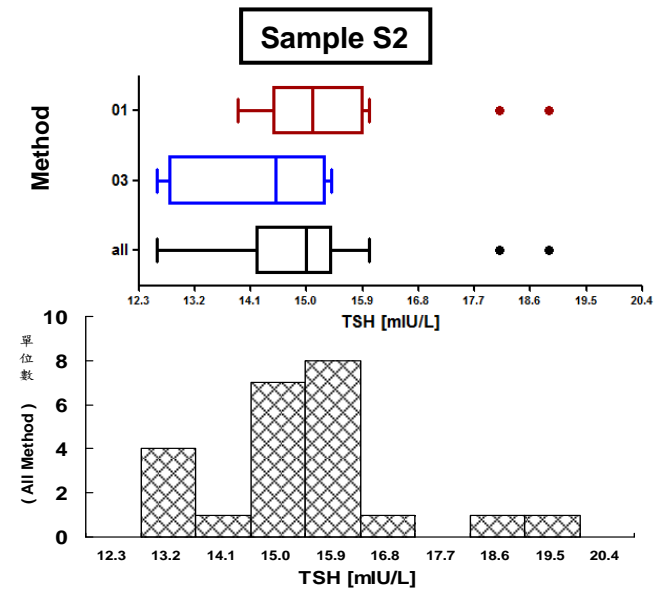 Sample S2
Method
01
03
all
12.3 13.2 14.1 15.0 15.9 16.8 17.7 18.6 19.5 20.4
TSH [mIU/L]
單位數
( All Method )
10
8
6
4
2
0
12.3 13.2 14.1 15.0 15.9 16.8 17.7 18.6 19.5 20.4
TSH [mIU/L]